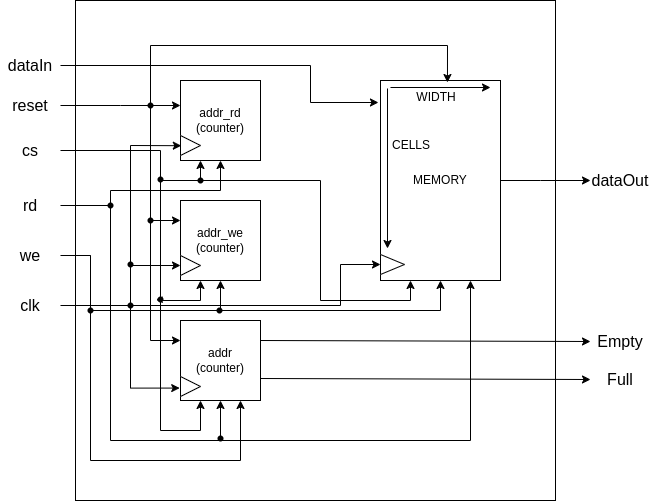 dataIn
reset
cs
rd
we
clk
addr_rd
(counter)
addr_we
(counter)
addr
(counter)
WIDTH
CELLS
MEMORY
dataOut
Empty
Full